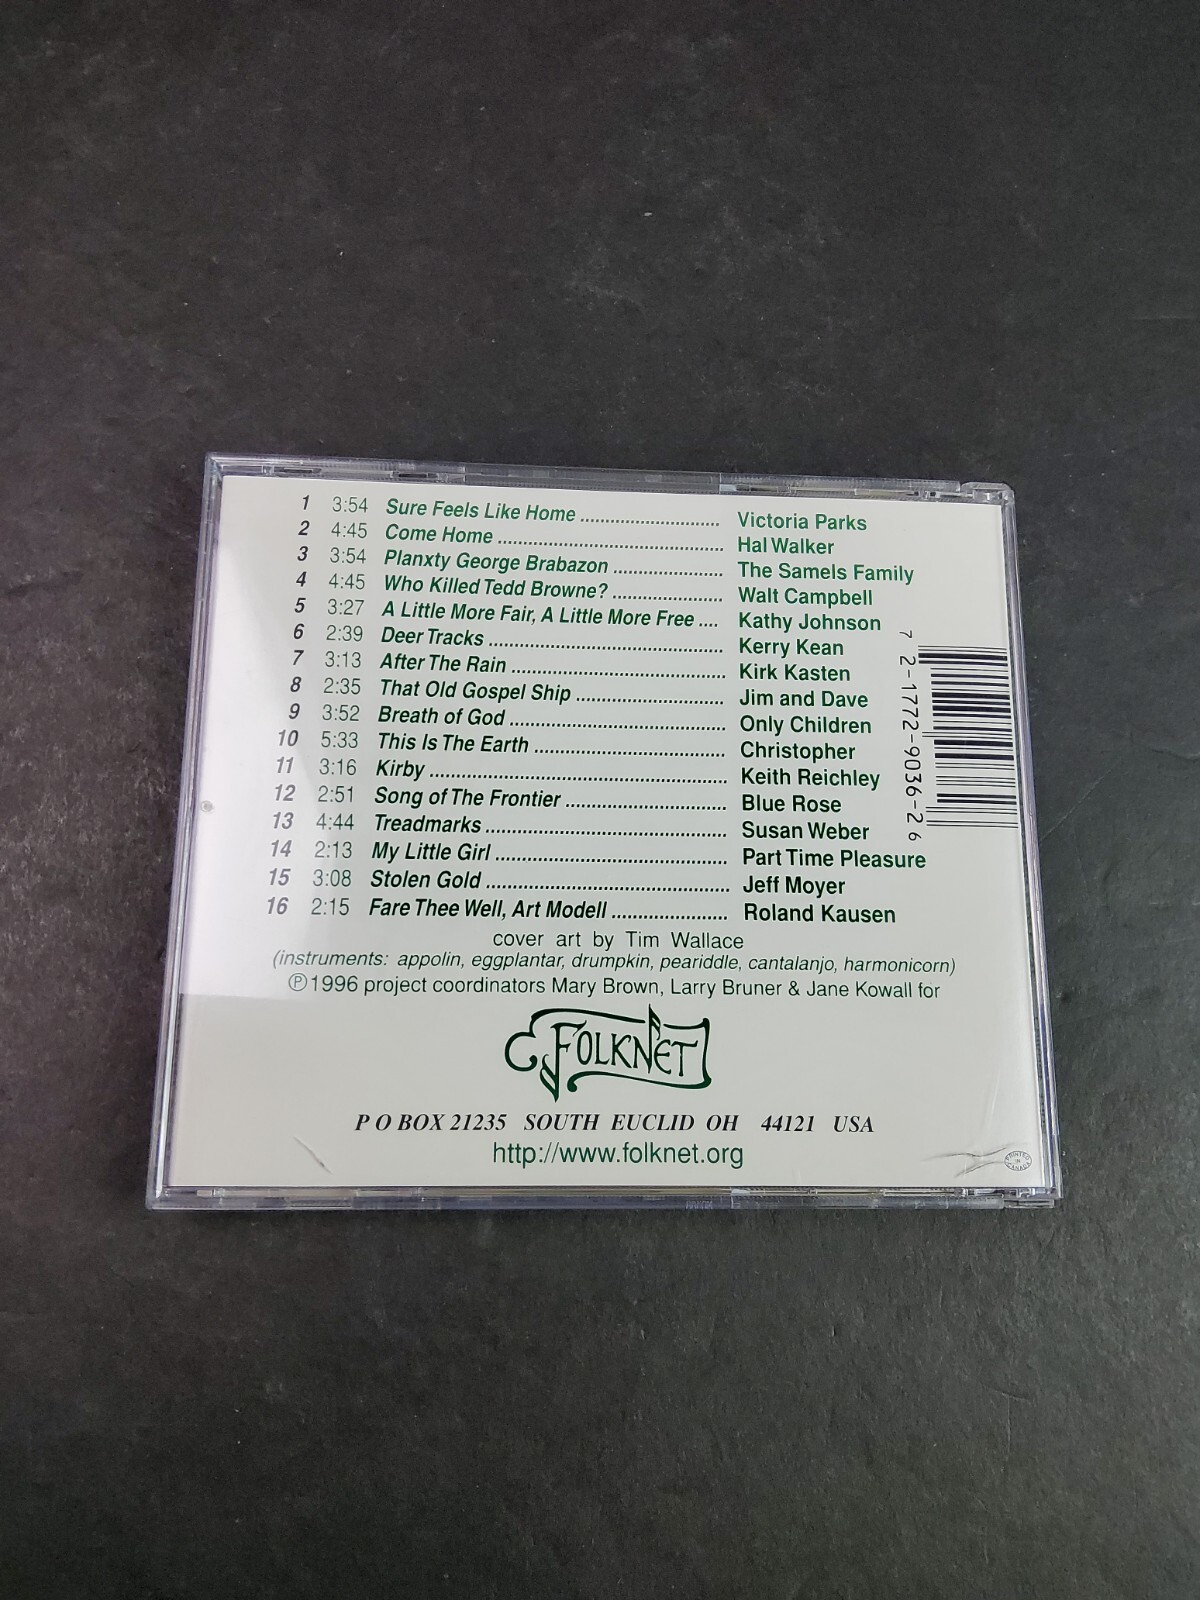 1 3:54 Sure Feels Like Home ........................ Victoria Parks
2 4:45 Come Home ........................................ Hal Walker
3 3:54 Planxty George Brabazon ................... The Samels Family
4 4:45 Who Killed Tedd Browne? ................... Walt Campbell
5 3:27 A Little More Fair, A Little More Free .... Kathy Johnson
6 2:39 Deer Tracks ......................................... Kerry Kean
7 3:13 After The Rain ..................................... Kirk Kasten
8 2:35 That Old Gospel Ship .......................... Jim and Dave
9 3:52 Breath of God ...................................... Only Children
10 5:33 This Is The Earth ................................. Christopher
11 3:16 Kirby .................................................... Keith Reichley
12 2:51 Song of The Frontier ............................ Blue Rose
13 4:44 Treadmarks .......................................... Susan Weber
14 2:13 My Little Girl ........................................ Part Time Pleasure
15 3:08 Stolen Gold .......................................... Jeff Moyer
16 2:15 Fare Thee Well, Art Modell .................... Roland Kausen
7 2-1772-9036-2 6
cover art by Tim Wallace
(instruments: appolin, eggplantar, drumpkin, peariddle, cantalanjo, harmonicorn)
℗1996 project coordinators Mary Brown, Larry Bruner & Jane Kowall for
FOLKNET
P O BOX 21235 SOUTH EUCLID OH 44121 USA
http://www.folknet.org
PRINTED IN CANADA